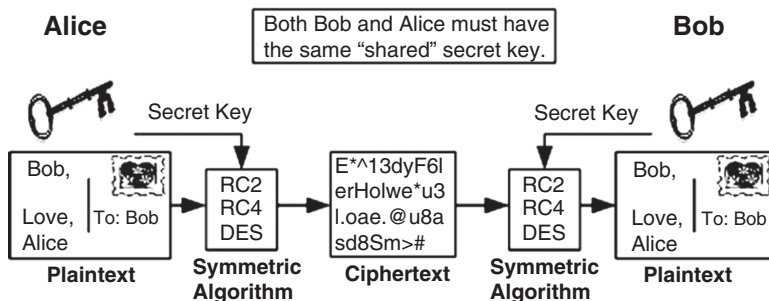 Alice
Both Bob and Alice must have
the same “shared” secret key.
Bob
Secret Key
Secret Key
Bob,
Love,
Alice
To: Bob
RC2
RC4
DES
E*^13dyF6l
erHolwe*u3
l.oae.@u8a
sd8Sm>#
RC2
RC4
DES
Bob,
Love,
Alice
To: Bob
Plaintext
Symmetric
Algorithm
Ciphertext
Symmetric
Algorithm
Plaintext